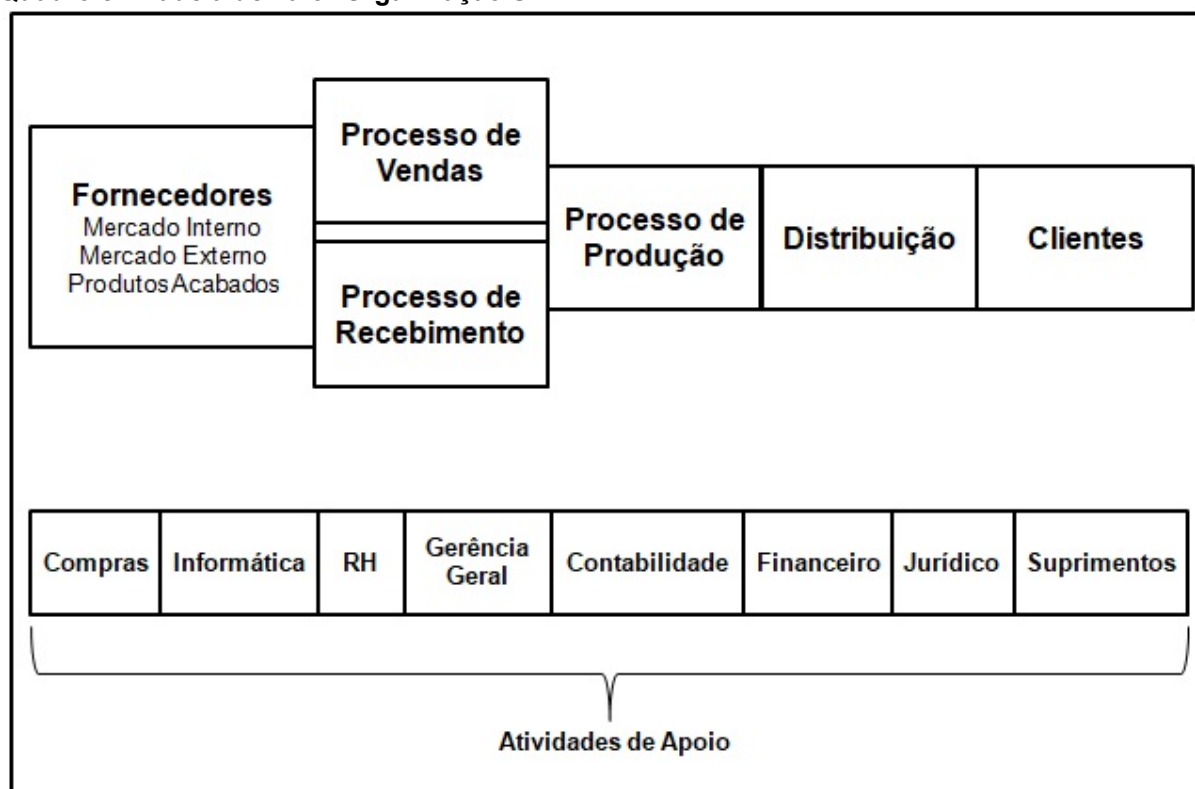 Processo de
Vendas
Fornecedores
Mercado Interno
Mercado Externo
Produtos Acabados
Processo de
Recebimento
Processo de
Produção
Distribuição
Clientes
Compras
Informática
RH
Gerência
Geral
Contabilidade
Financeiro
Jurídico
Suprimentos
Atividades de Apoio